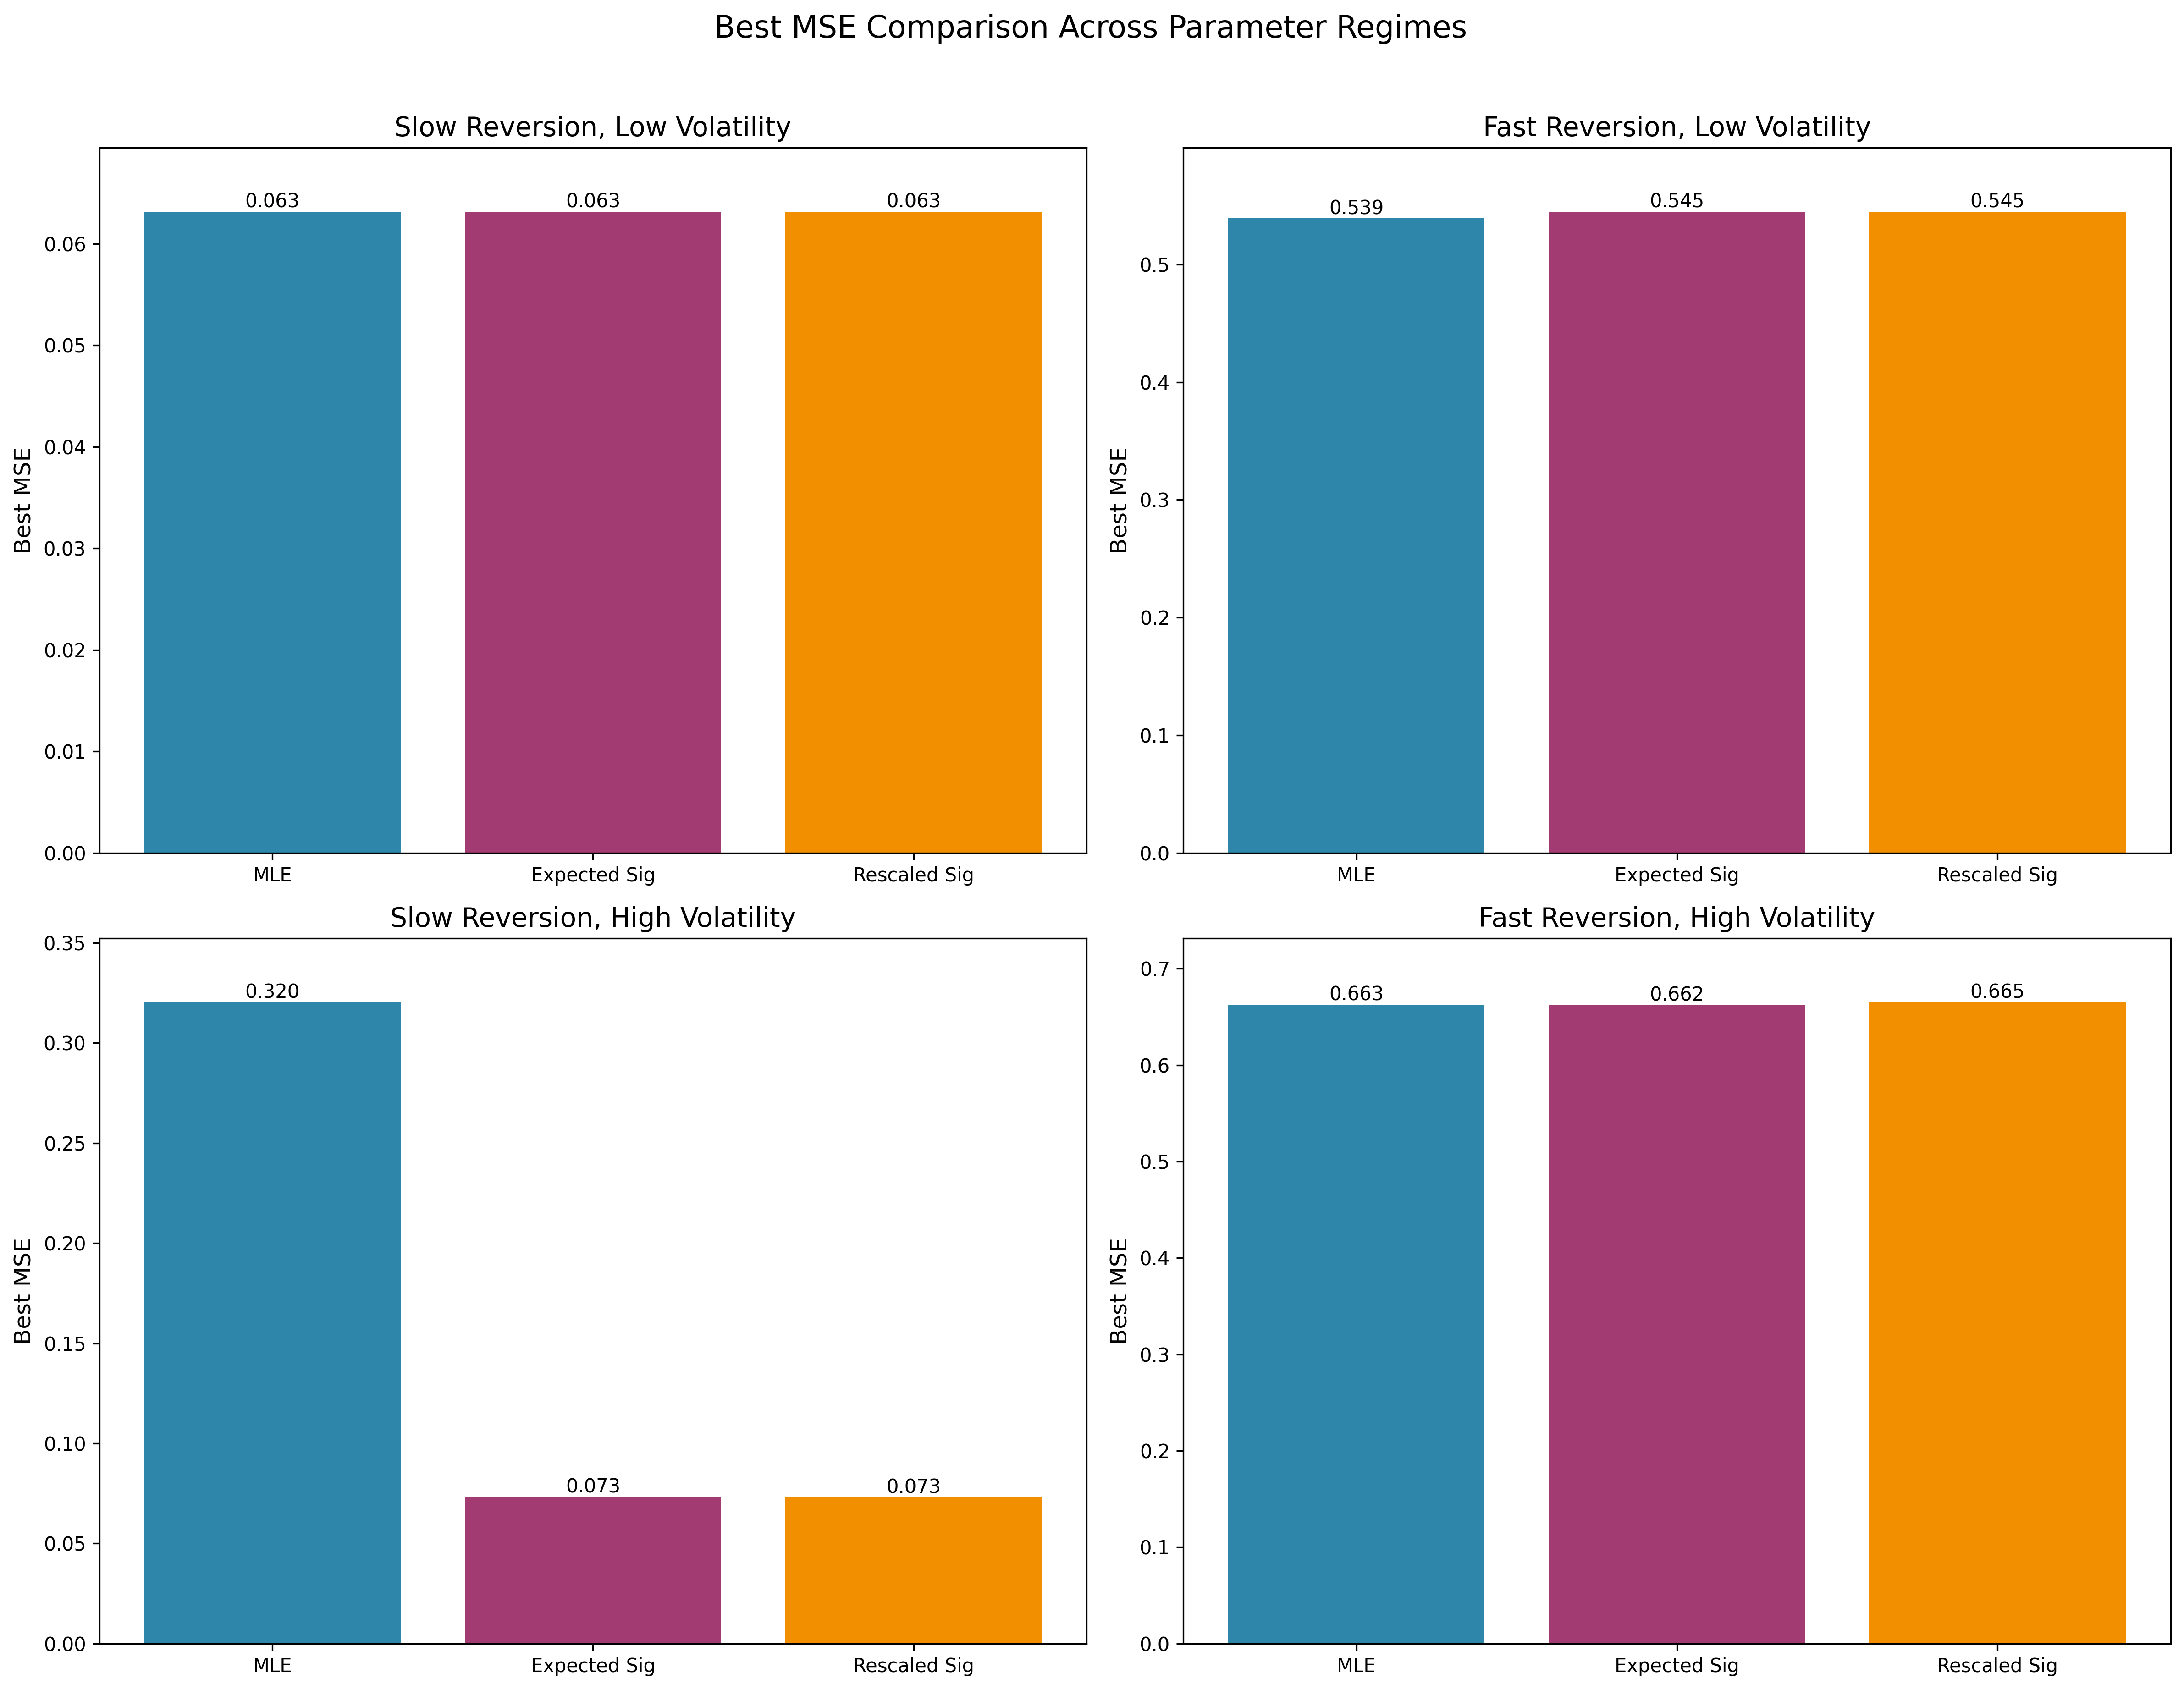 Best MSE Comparison Across Parameter Regimes
Slow Reversion, Low Volatility
0.063 0.063 0.063
0.06
0.05
0.04
0.03
0.02
0.01
0.00
Best MSE
MLE Expected Sig Rescaled Sig
Fast Reversion, Low Volatility
0.539 0.545 0.545
0.5
0.4
0.3
0.2
0.1
0.0
Best MSE
MLE Expected Sig Rescaled Sig
Slow Reversion, High Volatility
0.35
0.320
0.30
0.25
0.20
0.15
0.10
0.073 0.073
0.05
0.00
Best MSE
MLE Expected Sig Rescaled Sig
Fast Reversion, High Volatility
0.7
0.663 0.662 0.665
0.6
0.5
0.4
0.3
0.2
0.1
0.0
Best MSE
MLE Expected Sig Rescaled Sig